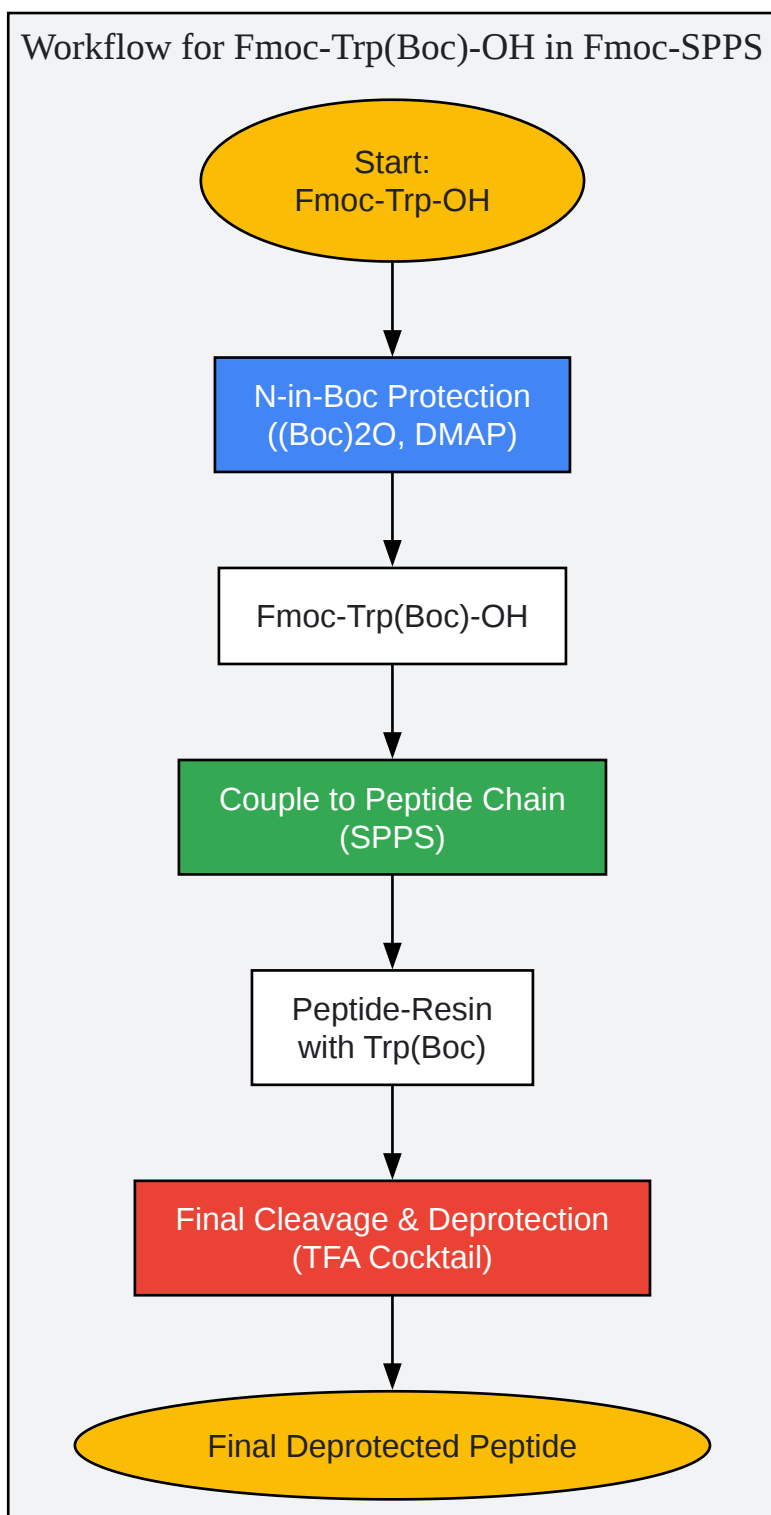 Workflow for Fmoc-Trp(Boc)-OH in Fmoc-SPPS
Start:
Fmoc-Trp-OH
N-in-Boc Protection
((Boc)2O, DMAP)
Fmoc-Trp(Boc)-OH
Couple to Peptide Chain
(SPPS)
Peptide-Resin
with Trp(Boc)
Final Cleavage & Deprotection
(TFA Cocktail)
Final Deprotected Peptide